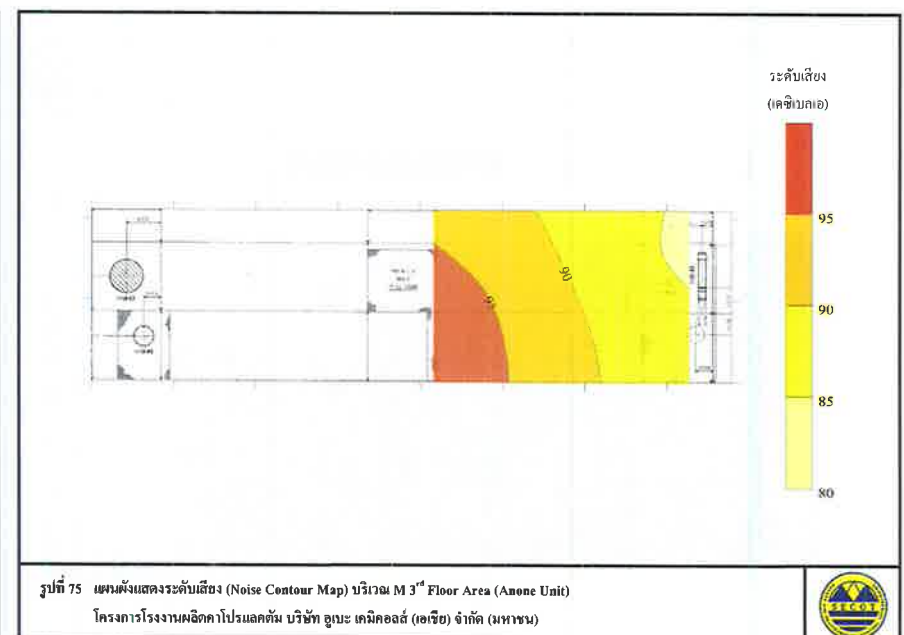 ระดับเสียง
(เดซิเบลเอ)
95
90
85
80
95
90
รูปที่ 75 แผนผังแสดงระดับเสียง (Noise Contour Map) บริเวณ M 3rd Floor Area (Anone Unit)
โครงการโรงงานผลิตคาโปรแลคตัม บริษัท อูเบะ เคมิคอลส์ (เอเชีย) จำกัด (มหาชน)
SECOT